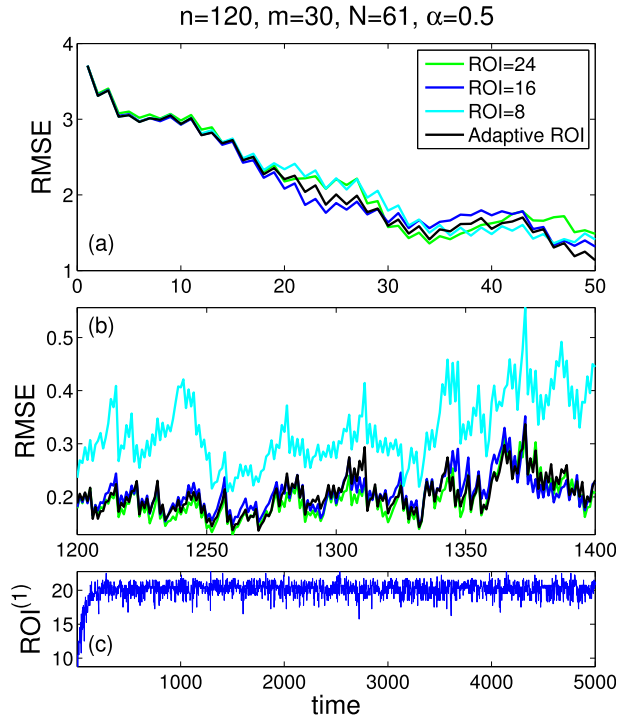 n=120, m=30, N=61, α=0.5
4
3
2
1
RMSE
ROI=24
ROI=16
ROI=8
Adaptive ROI
(a)
0 10 20 30 40 50
(b)
0.5
0.4
0.3
0.2
RMSE
1200 1250 1300 1350 1400
20
15
10
ROI(1)
(c)
1000 2000 3000 4000 5000
time